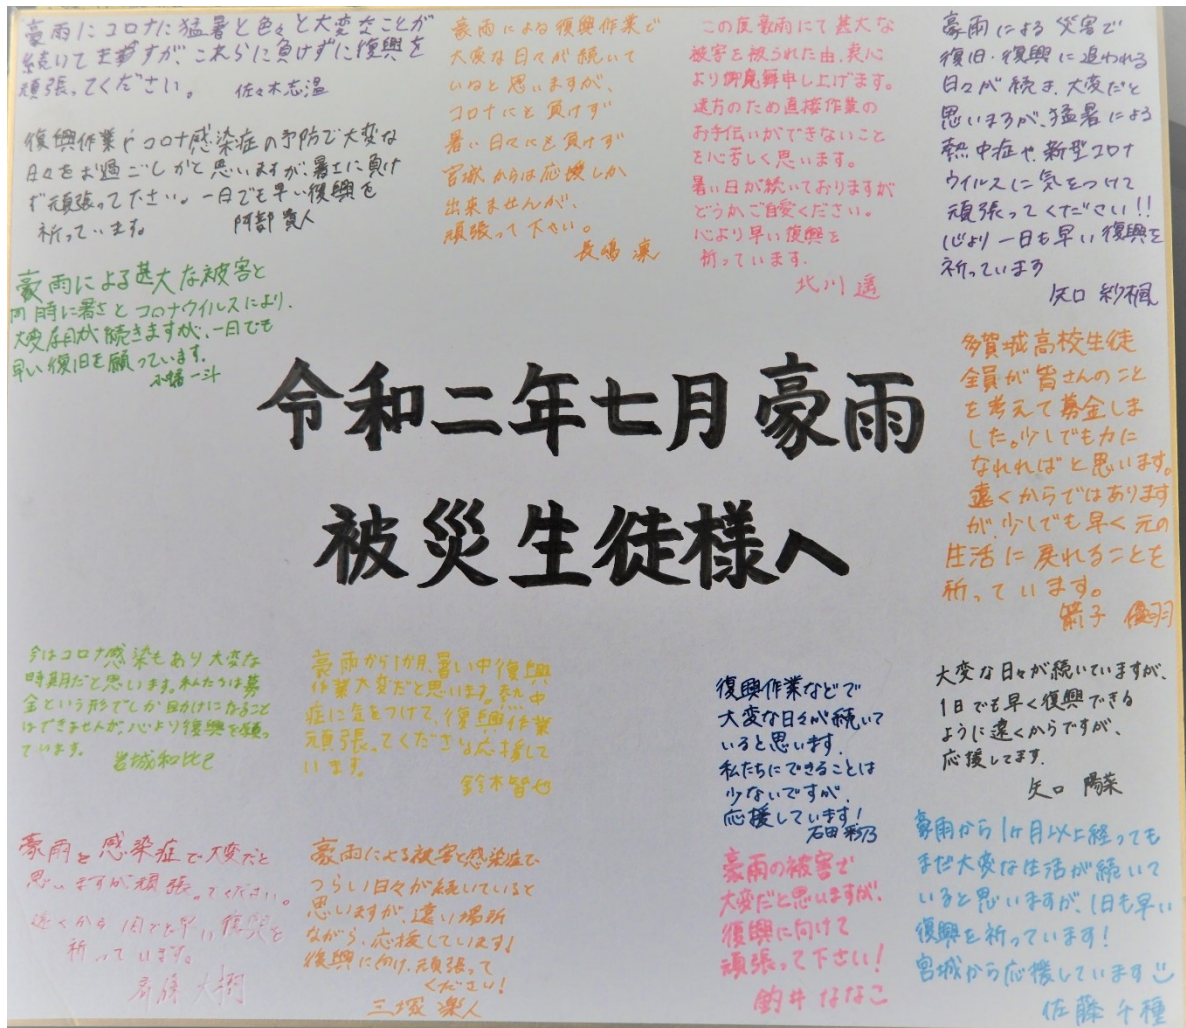 豪雨にコロナに猛暑と色々と大変なことが
続いてますが、これらに負けずに復興を
頑張ってください。
佐々木志温
復興作業やコロナ感染症の予防で大変な
日々をお過ごしかと思いますが、暑さに負け
ず頑張って下さい。一日でも早い復興を
祈っています。
阿部貴人
豪雨による甚大な被害と
同時に暑さとコロナウイルスにより、
大変な日が続きますが、一日でも
早い復旧を願っています。
小幡一斗
豪雨による復興作業で
大変な日々が続いて
いると思いますが、
コロナにも負けず
暑い日々にも負けず
宮城からは応援しか
出来ませんが、
頑張って下さい。
長嶋凛
この度豪雨にて甚大な
被害を被られた由、衷心
より御見舞申し上げます。
遠方のため直接作業の
お手伝いができないこと
を心苦しく思います。
暑い日が続いておりますが
どうかご自愛ください。
心より早い復興を
祈っています。
北川遥
豪雨による災害で
復旧・復興に追われる
日々が続き、大変だと
思いますが、猛暑による
熱中症や、新型コロナ
ウイルスに気をつけて
頑張ってください!!
心より一日も早い復興を
祈っています
矢口紗楓
多賀城高校生徒
全員が皆さんのこと
を考えて募金しま
した。少しでも力に
なれればと思います。
遠くからではあります
が、少しでも早く元の
生活に戻れることを
祈っています。
箭子優羽
令和二年七月豪雨
被災生徒様へ
今はコロナ感染もあり大変な
時期だと思います。私たちは募
金という形でしか助けになること
はできませんが、心より復興を願っ
ています。
岩城和比己
豪雨から1か月、暑い中復興
作業大変だと思います。熱中
症に気をつけて、復興作業
頑張ってください。応援して
います。
鈴木智也
復興作業などで
大変な日々が続いて
いると思います。
私たちにできることは
少ないですが、
応援しています!
石田彩乃
大変な日々が続いていますが、
1日でも早く復興できる
ように遠くからですが、
応援してます。
矢口陽菜
豪雨と感染症で大変だと
思いますが頑張ってください。
遠くから1日でも早い復興を
祈っています。
斎藤大樹
豪雨による被害と感染症で
つらい日々が続いていると
思いますが、遠い場所
ながら、応援しています!
復興に向け、頑張って
ください!
三塚楽人
豪雨の被害で
大変だと思いますが、
復興に向けて
頑張って下さい!
的井ななこ
豪雨から1ヶ月以上経っても
まだ大変な生活が続いて
いると思いますが、1日も早い
復興を祈っています!
宮城から応援しています
佐藤千種